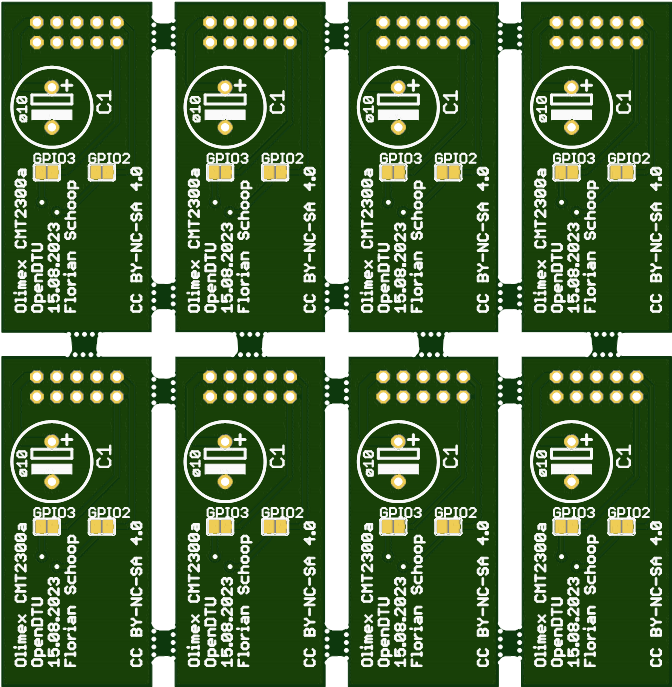 + + + +
ø10 C1 ø10 C1 ø10 C1 ø10 C1
GPIO3 GPIO2 GPIO3 GPIO2 GPIO3 GPIO2 GPIO3 GPIO2
Olimex CMT2300a
OpenDTU
15.08.2023
Florian Schoop
CC BY-NC-SA 4.0
Olimex CMT2300a
OpenDTU
15.08.2023
Florian Schoop
CC BY-NC-SA 4.0
Olimex CMT2300a
OpenDTU
15.08.2023
Florian Schoop
CC BY-NC-SA 4.0
Olimex CMT2300a
OpenDTU
15.08.2023
Florian Schoop
CC BY-NC-SA 4.0
+ + + +
ø10 C1 ø10 C1 ø10 C1 ø10 C1
GPIO3 GPIO2 GPIO3 GPIO2 GPIO3 GPIO2 GPIO3 GPIO2
Olimex CMT2300a
OpenDTU
15.08.2023
Florian Schoop
CC BY-NC-SA 4.0
Olimex CMT2300a
OpenDTU
15.08.2023
Florian Schoop
CC BY-NC-SA 4.0
Olimex CMT2300a
OpenDTU
15.08.2023
Florian Schoop
CC BY-NC-SA 4.0
Olimex CMT2300a
OpenDTU
15.08.2023
Florian Schoop
CC BY-NC-SA 4.0